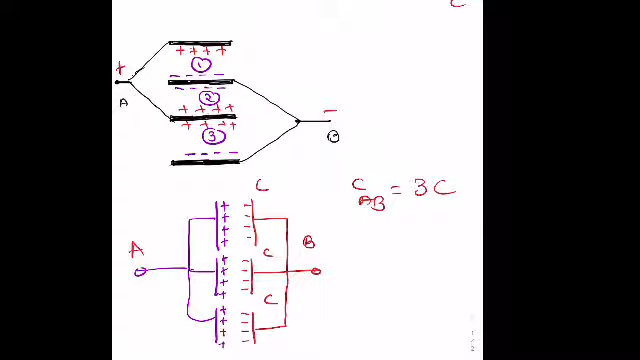 C
+ + + + +
①
A
- - - -
- - - -
②
+ + + +
-
+ + + +
③
B
- - - -
C
C
AB = 3C
A
B
C
C
+ + + +
+ + + +
+ + + +